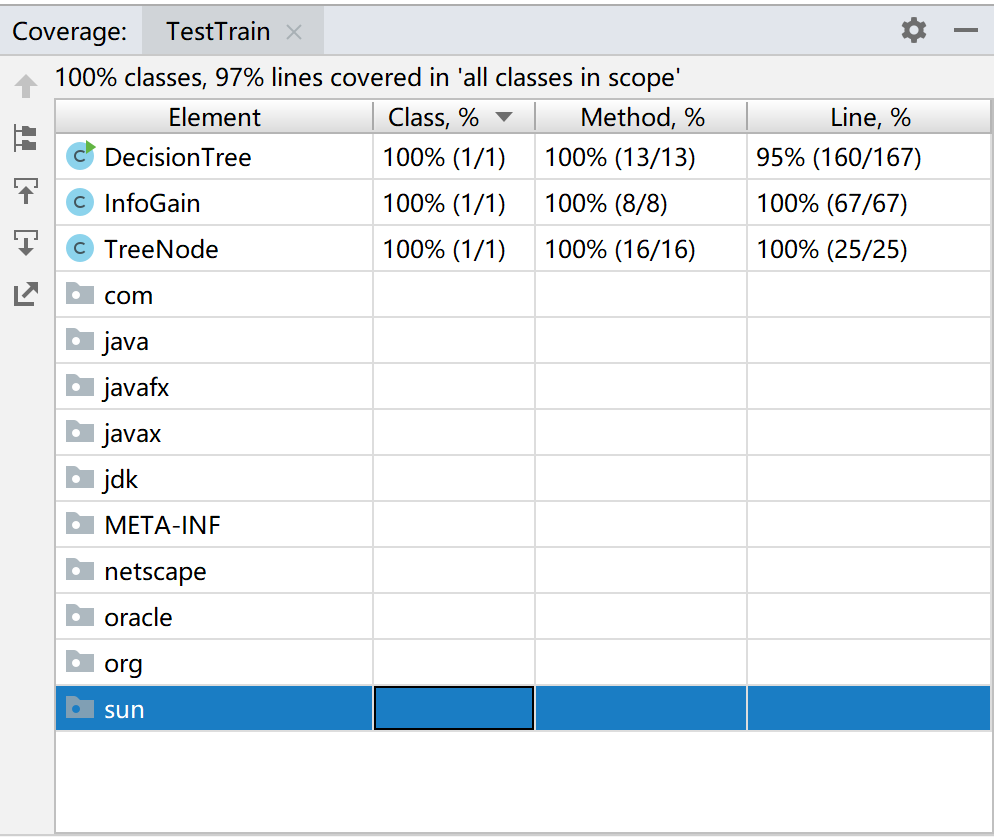 Coverage: TestTrain
100% classes, 97% lines covered in 'all classes in scope'
Element Class, % Method, % Line, %
C DecisionTree 100% (1/1) 100% (13/13) 95% (160/167)
C InfoGain 100% (1/1) 100% (8/8) 100% (67/67)
C TreeNode 100% (1/1) 100% (16/16) 100% (25/25)
com
java
javafx
javax
jdk
META-INF
netscape
oracle
org
sun